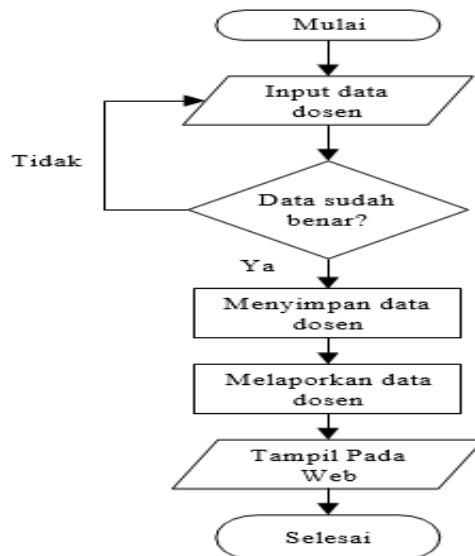 Mulai
Input data
dosen
Tidak
Data sudah
benar?
Ya
Menyimpan data
dosen
Melaporkan data
dosen
Tampil Pada
Web
Selesai